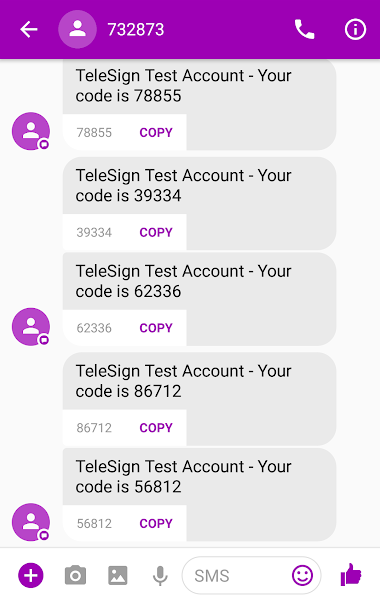 732873
TeleSign Test Account - Your
code is 78855
78855 COPY
TeleSign Test Account - Your
code is 39334
39334 COPY
TeleSign Test Account - Your
code is 62336
62336 COPY
TeleSign Test Account - Your
code is 86712
86712 COPY
TeleSign Test Account - Your
code is 56812
56812 COPY
SMS